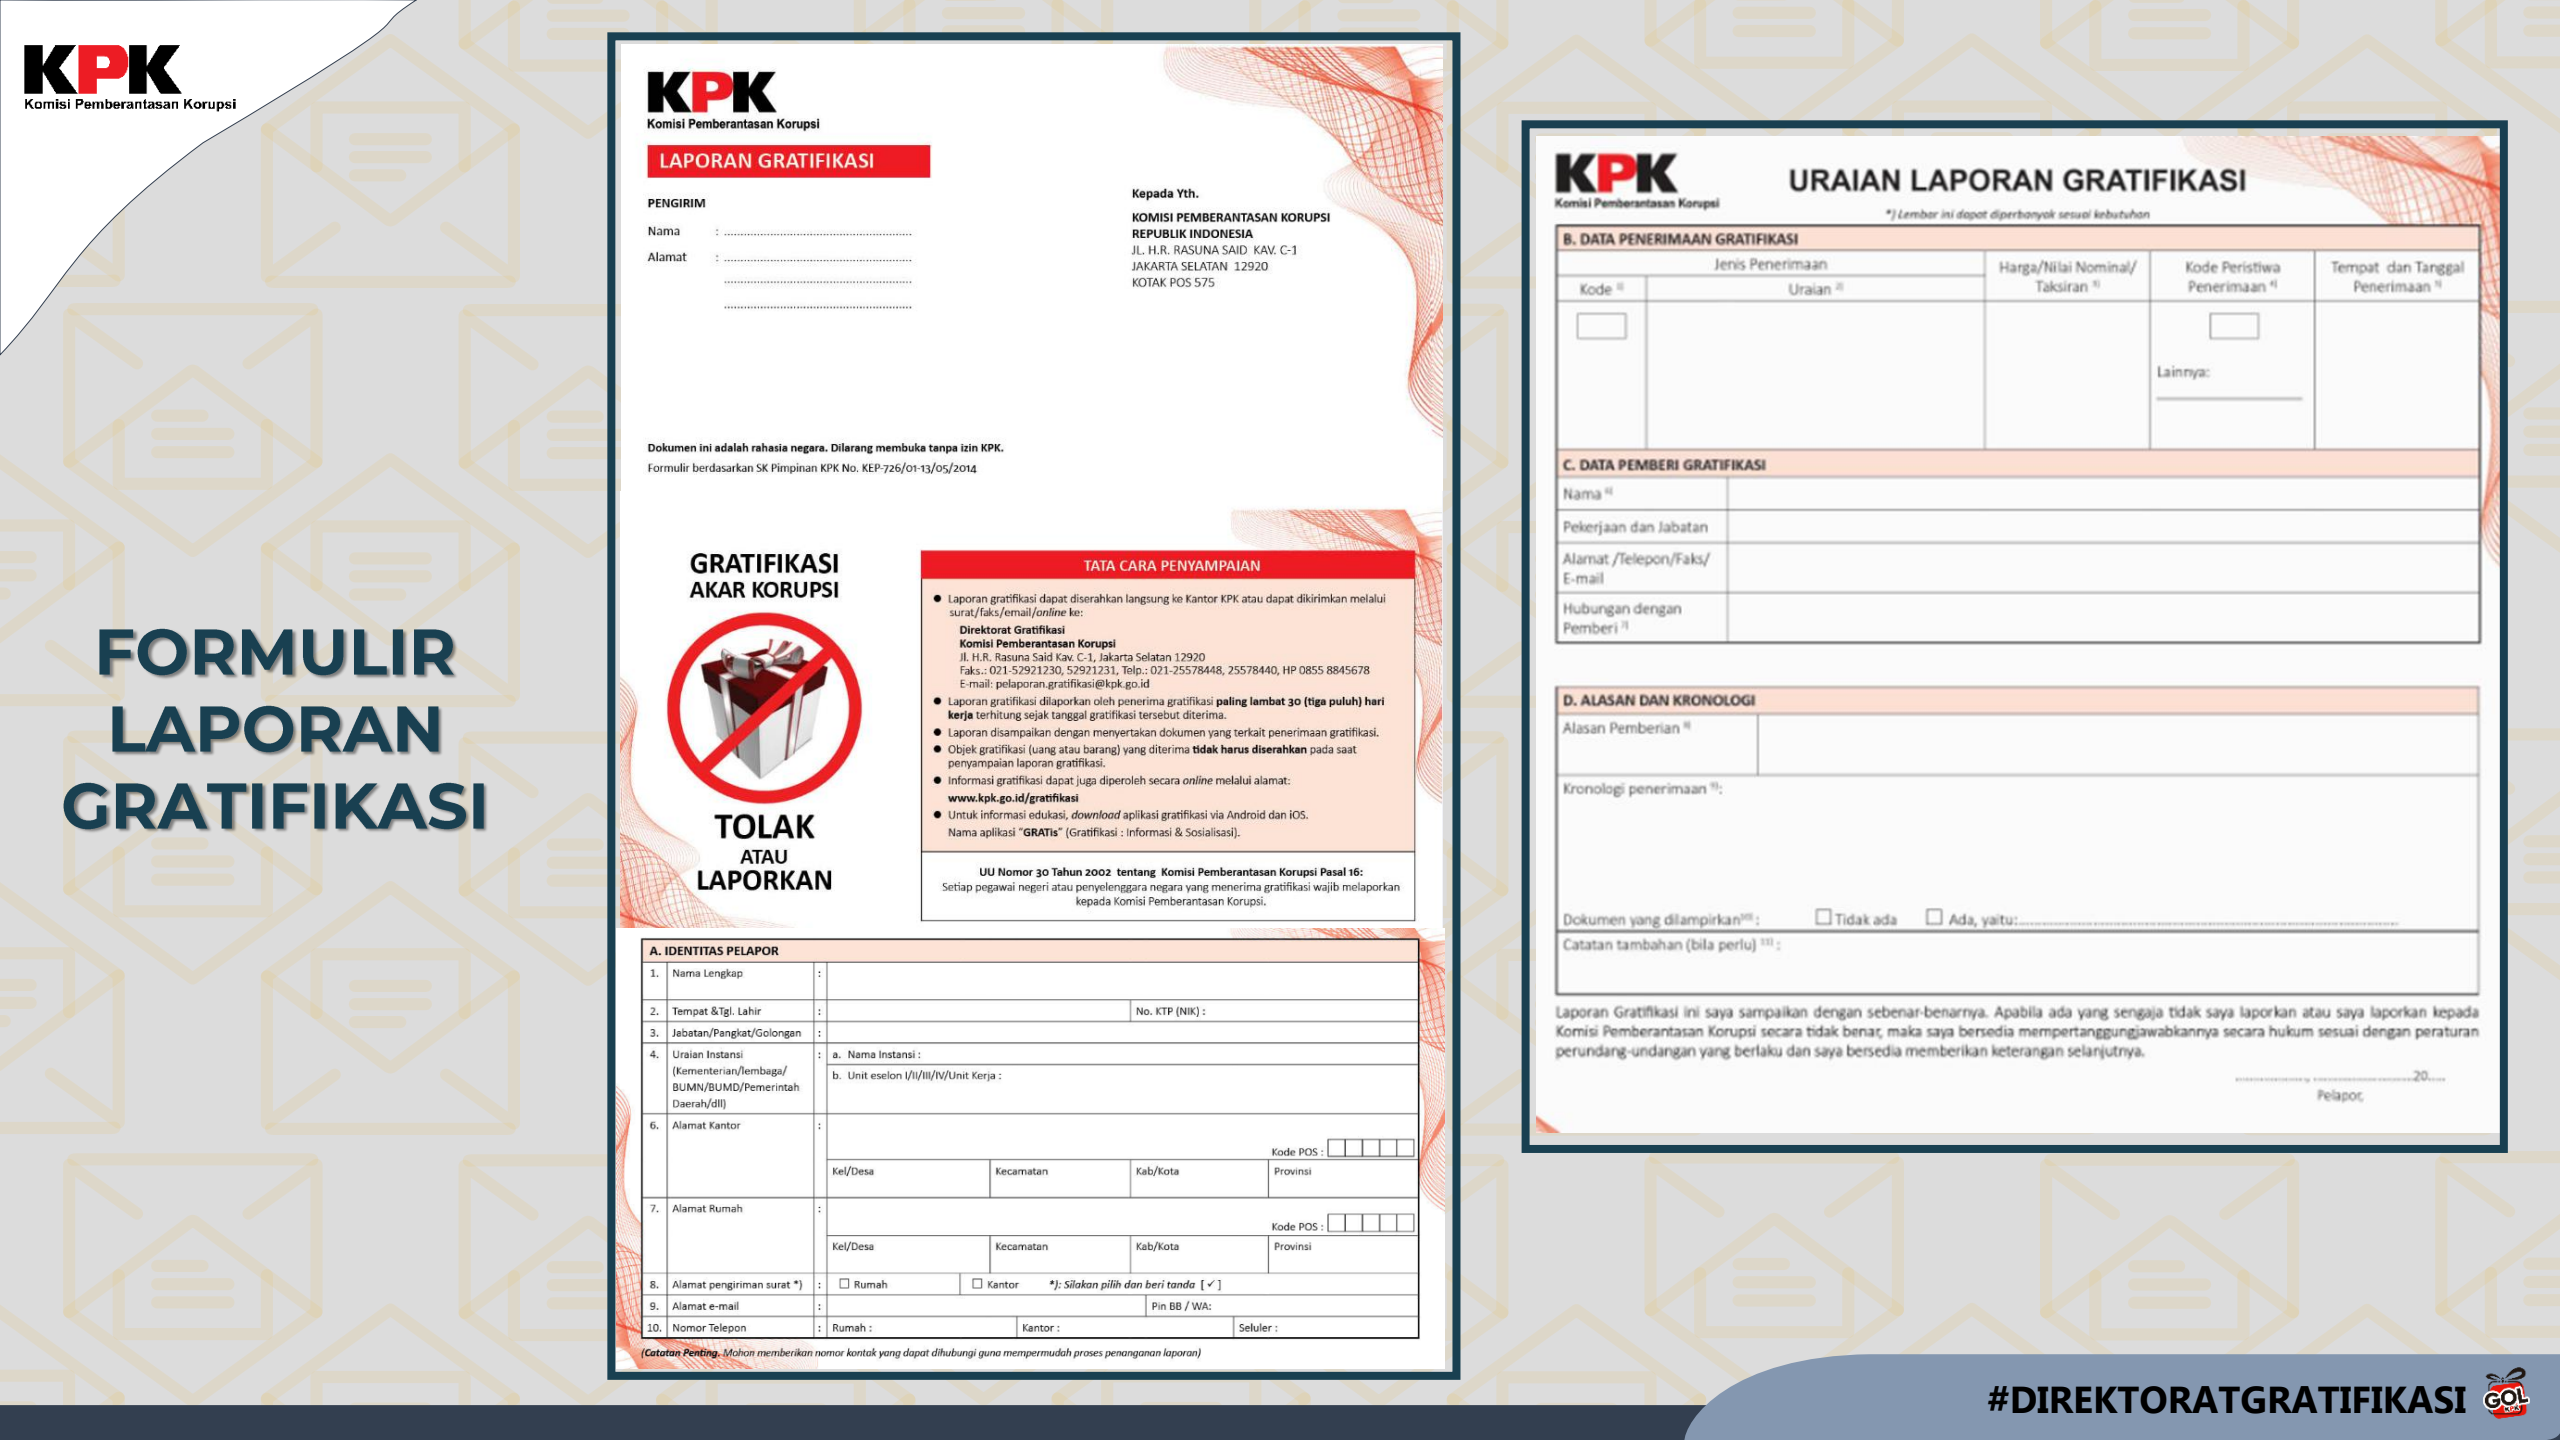 KPK
Komisi Pemberantasan Korupsi
FORMULIR
LAPORAN
GRATIFIKASI
KPK
Komisi Pemberantasan Korupsi
LAPORAN GRATIFIKASI
PENGIRIM
Nama : ........................................................
Alamat : ........................................................
........................................................
........................................................
Kepada Yth.
KOMISI PEMBERANTASAN KORUPSI
REPUBLIK INDONESIA
JL. H.R. RASUNA SAID KAV. C-1
JAKARTA SELATAN 12920
KOTAK POS 575
Dokumen ini adalah rahasia negara. Dilarang membuka tanpa izin KPK.
Formulir berdasarkan SK Pimpinan KPK No. KEP-726/01-13/05/2014
GRATIFIKASI
AKAR KORUPSI
TOLAK
ATAU
LAPORKAN
TATA CARA PENYAMPAIAN
● Laporan gratifikasi dapat diserahkan langsung ke Kantor KPK atau dapat dikirimkan melalui
surat/faks/email/online ke:
Direktorat Gratifikasi
Komisi Pemberantasan Korupsi
Jl. H.R. Rasuna Said Kav. C-1, Jakarta Selatan 12920
Faks.: 021-52921230, 52921231, Telp.: 021-25578448, 25578440, HP 0855 8845678
E-mail: pelaporan.gratifikasi@kpk.go.id
● Laporan gratifikasi dilaporkan oleh penerima gratifikasi paling lambat 30 (tiga puluh) hari
kerja terhitung sejak tanggal gratifikasi tersebut diterima.
● Laporan disampaikan dengan menyertakan dokumen yang terkait penerimaan gratifikasi.
● Objek gratifikasi (uang atau barang) yang diterima tidak harus diserahkan pada saat
penyampaian laporan gratifikasi.
● Informasi gratifikasi dapat juga diperoleh secara online melalui alamat:
www.kpk.go.id/gratifikasi
● Untuk informasi edukasi, download aplikasi gratifikasi via Android dan iOS.
Nama aplikasi "GRATis" (Gratifikasi : Informasi & Sosialisasi).
UU Nomor 30 Tahun 2002 tentang Komisi Pemberantasan Korupsi Pasal 16:
Setiap pegawai negeri atau penyelenggara negara yang menerima gratifikasi wajib melaporkan
kepada Komisi Pemberantasan Korupsi.
A. IDENTITAS PELAPOR
1. Nama Lengkap :
2. Tempat &Tgl. Lahir : No. KTP (NIK) :
3. Jabatan/Pangkat/Golongan :
4. Uraian Instansi : a. Nama Instansi :
(Kementerian/lembaga/
b. Unit eselon I/II/III/IV/Unit Kerja :
BUMN/BUMD/Pemerintah
Daerah/dll)
6. Alamat Kantor :
Kode POS :
Kel/Desa Kecamatan Kab/Kota Provinsi
7. Alamat Rumah :
Kode POS :
Kel/Desa Kecamatan Kab/Kota Provinsi
8. Alamat pengiriman surat *) : ☐ Rumah ☐ Kantor *): Silakan pilih dan beri tanda [ ✓ ]
9. Alamat e-mail : Pin BB / WA:
10. Nomor Telepon : Rumah : Kantor : Seluler :
(Catatan Penting. Mohon memberikan nomor kontak yang dapat dihubungi guna mempermudah proses penanganan laporan)
KPK
Komisi Pemberantasan Korupsi
URAIAN LAPORAN GRATIFIKASI
*) Lembar ini dapat diperbanyak sesuai kebutuhan
B. DATA PENERIMAAN GRATIFIKASI
Jenis Penerimaan
Kode 1) Uraian 2)
Harga/Nilai Nominal/
Taksiran 3)
Kode Peristiwa
Penerimaan 4)
Tempat dan Tanggal
Penerimaan 5)
Lainnya:
C. DATA PEMBERI GRATIFIKASI
Nama 6)
Pekerjaan dan Jabatan
Alamat /Telepon/Faks/
E-mail
Hubungan dengan
Pemberi 7)
D. ALASAN DAN KRONOLOGI
Alasan Pemberian 8)
Kronologi penerimaan 9):
Dokumen yang dilampirkan10) : ☐ Tidak ada ☐ Ada, yaitu:........................................................
Catatan tambahan (bila perlu) 11) :
Laporan Gratifikasi ini saya sampaikan dengan sebenar-benarnya. Apabila ada yang sengaja tidak saya laporkan atau saya laporkan kepada
Komisi Pemberantasan Korupsi secara tidak benar, maka saya bersedia mempertanggungjawabkannya secara hukum sesuai dengan peraturan
perundang-undangan yang berlaku dan saya bersedia memberikan keterangan selanjutnya.
...................., ............................20.....
Pelapor,
#DIREKTORATGRATIFIKASI
GOL
KPK